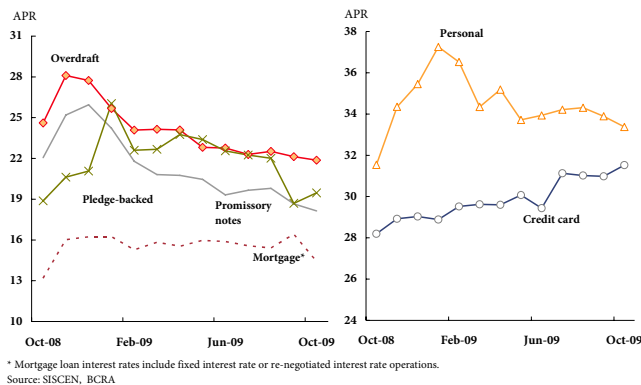 APR
31
28
25
22
19
16
13
10
Overdraft
Pledge-backed
Promissory
notes
Mortgage*
Oct-08
Feb-09
Jun-09
Oct-09
APR
38
36
34
32
30
28
26
24
Personal
Credit card
Oct-08
Feb-09
Jun-09
Oct-09
* Mortgage loan interest rates include fixed interest rate or re-negotiated interest rate operations.
Source: SISCEN, BCRA